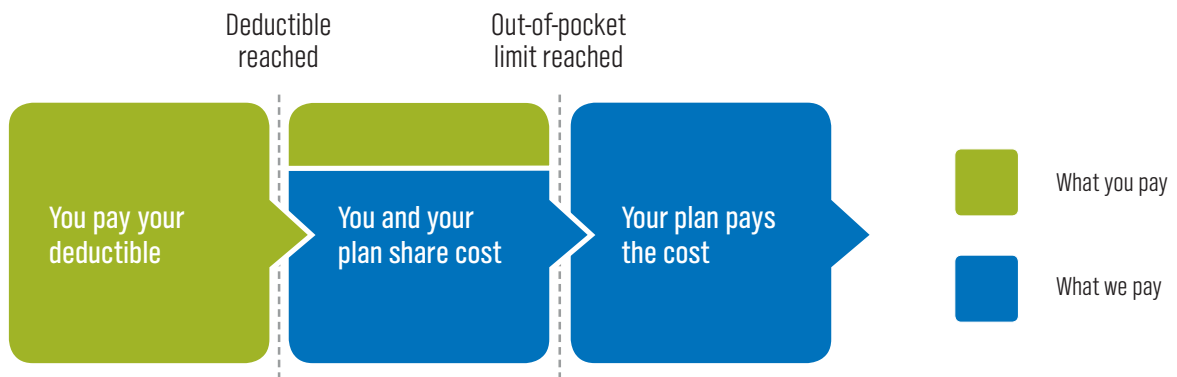 Deductible
reached
Out-of-pocket
limit reached
You pay your
deductible
You and your
plan share cost
Your plan pays
the cost
What you pay
What we pay